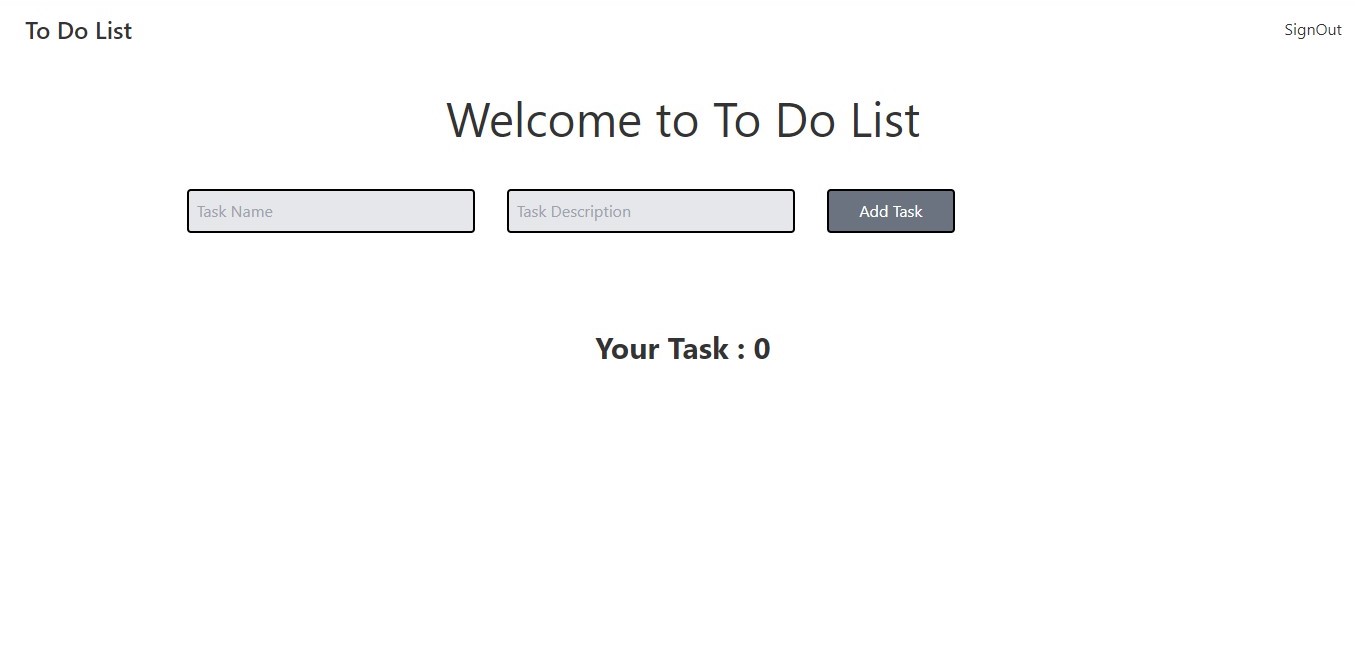 To Do List
SignOut
Welcome to To Do List
Task Name
Task Description
Add Task
Your Task : 0